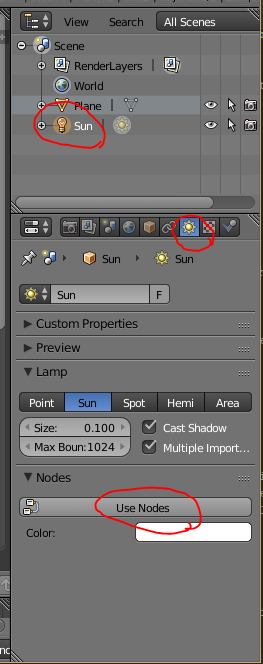 View Search All Scenes
Scene
RenderLayers
World
Plane
Sun
Sun Sun
Sun F
Custom Properties
Preview
Lamp
Point Sun Spot Hemi Area
Size: 0.100 Cast Shadow
Max Boun:1024 Multiple Import...
Nodes
Use Nodes
Color: